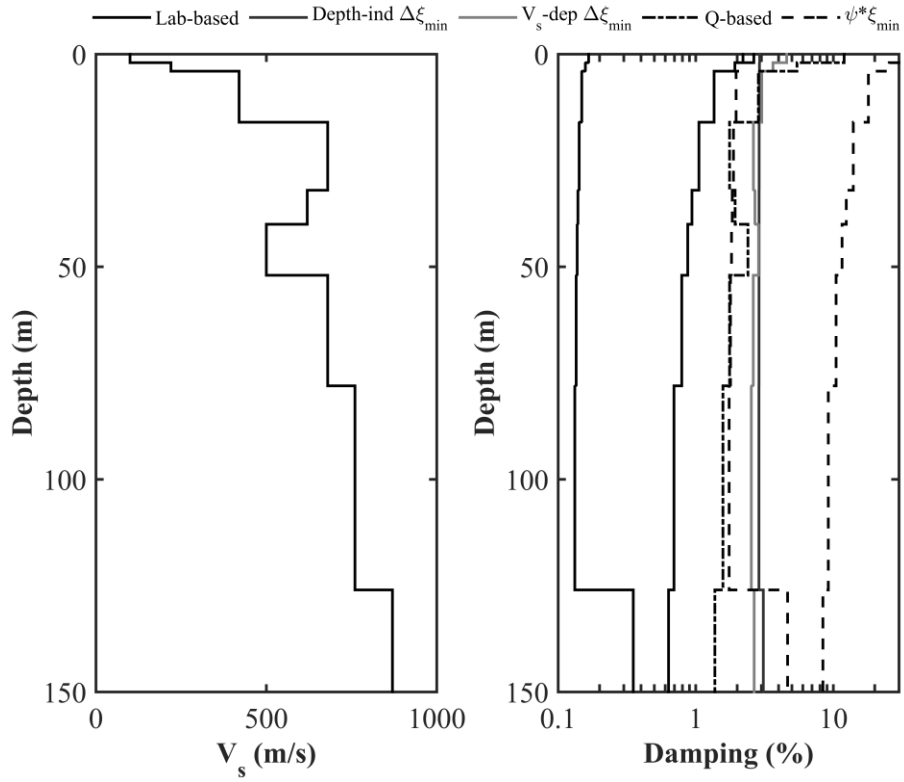 Lab-based Depth-ind Δξmin Vs-dep Δξmin Q-based ψ*ξmin
0 0
50 50
100 100
150 150
Depth (m) Depth (m)
0 500 1000 0.1 1 10
Vs (m/s) Damping (%)